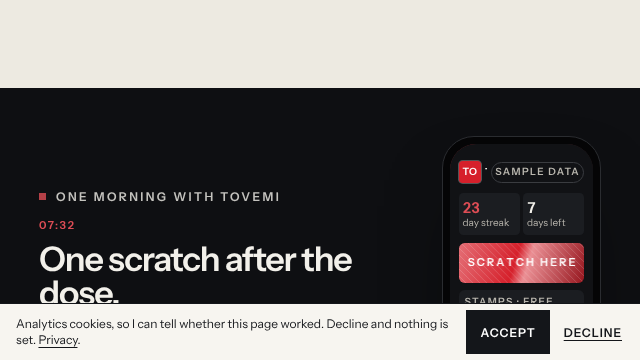 ONE MORNING WITH TOVEMI
07:32
One scratch after the
dose.
TO
SAMPLE DATA
23
day streak
7
days left
SCRATCH HERE
STAMPS · FREE
Analytics cookies, so I can tell whether this page worked. Decline and nothing is
set. Privacy.
ACCEPT
DECLINE